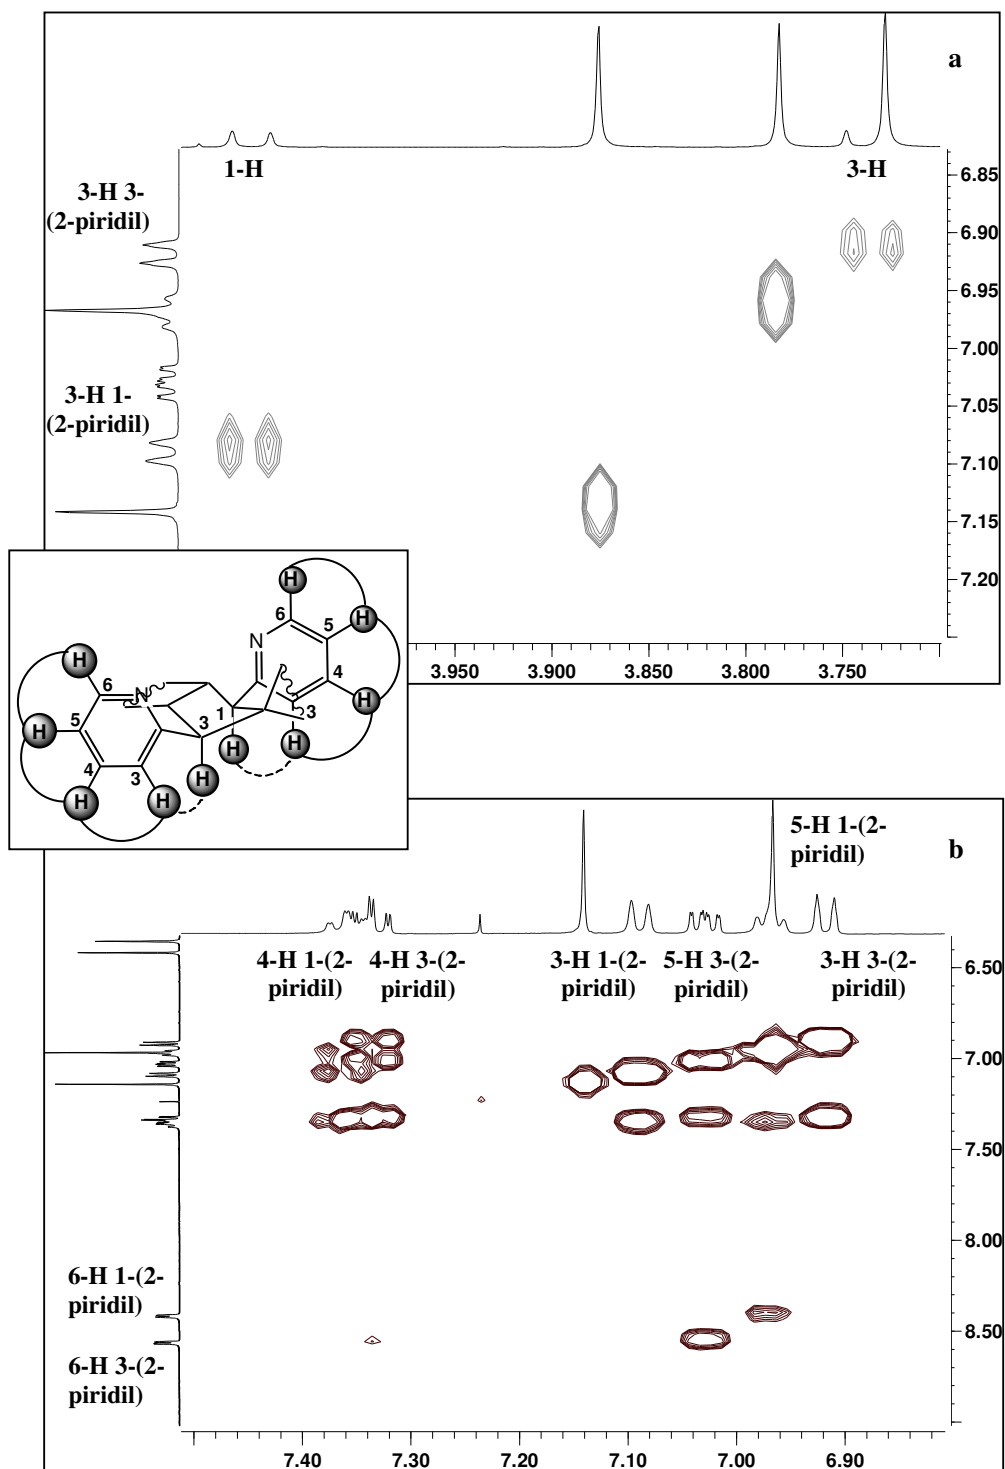 a
1-H
3-H
3-H 3-
(2-piridil)
3-H 1-
(2-piridil)
6.85
6.90
6.95
7.00
7.05
7.10
7.15
7.20
3.950
3.900
3.850
3.800
3.750
H
H
H
H
N
6
5
4
3
1
H
H
H
H
H
H
N
6
5
4
3
3
b
5-H 1-(2-
piridil)
4-H 1-(2-
piridil)
4-H 3-(2-
piridil)
3-H 1-(2-
piridil)
5-H 3-(2-
piridil)
3-H 3-(2-
piridil)
6-H 1-(2-
piridil)
6-H 3-(2-
piridil)
6.50
7.00
7.50
8.00
8.50
7.40
7.30
7.20
7.10
7.00
6.90